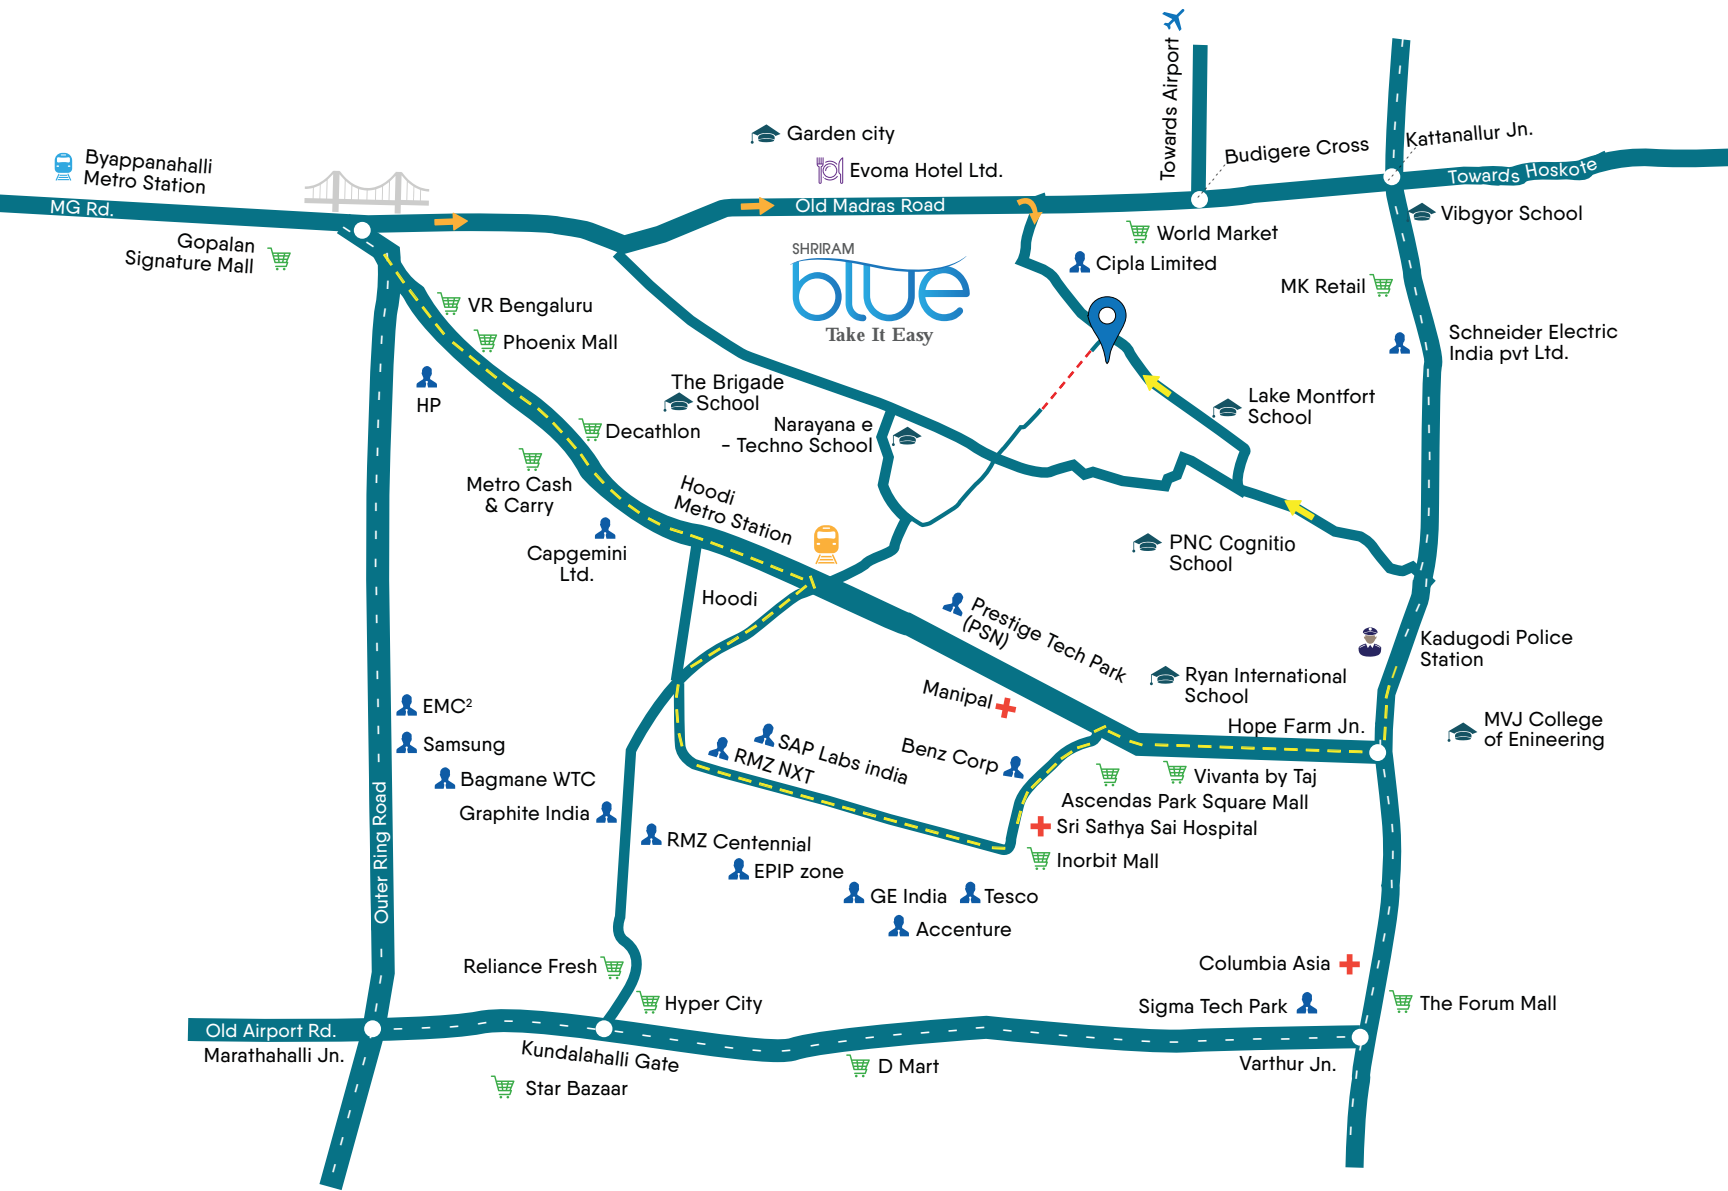 Towards Airport
Garden city
Evoma Hotel Ltd.
Budigere Cross
Kattanallur Jn.
Towards Hoskote
Byappanahalli
Metro Station
MG Rd.
Old Madras Road
Vibgyor School
World Market
Cipla Limited
Gopalan
Signature Mall
SHRIRAM
blue
Take It Easy
MK Retail
VR Bengaluru
Phoenix Mall
Schneider Electric
India pvt Ltd.
HP
The Brigade
School
Lake Montfort
School
Decathlon
Narayana e
- Techno School
Metro Cash
& Carry
Hoodi
Metro Station
Capgemini
Ltd.
PNC Cognitio
School
Hoodi
Prestige Tech Park
(PSN)
Kadugodi Police
Station
Ryan International
School
Manipal
EMC²
Hope Farm Jn.
MVJ College
of Enineering
Samsung
SAP Labs india
RMZ NXT
Benz Corp
Bagmane WTC
Vivanta by Taj
Ascendas Park Square Mall
Graphite India
Sri Sathya Sai Hospital
Outer Ring Road
RMZ Centennial
Inorbit Mall
EPIP zone
GE India
Tesco
Accenture
Reliance Fresh
Columbia Asia
Hyper City
Sigma Tech Park
The Forum Mall
Old Airport Rd.
Marathahalli Jn.
Kundalahalli Gate
D Mart
Varthur Jn.
Star Bazaar